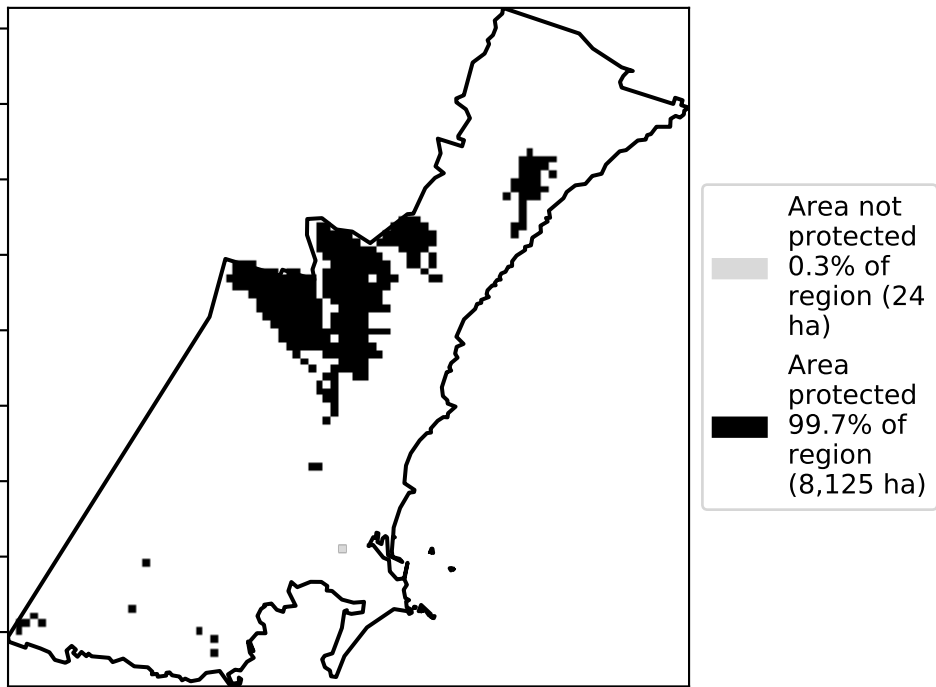 Area not
protected
0.3% of
region (24
ha)
Area
protected
99.7% of
region
(8,125 ha)